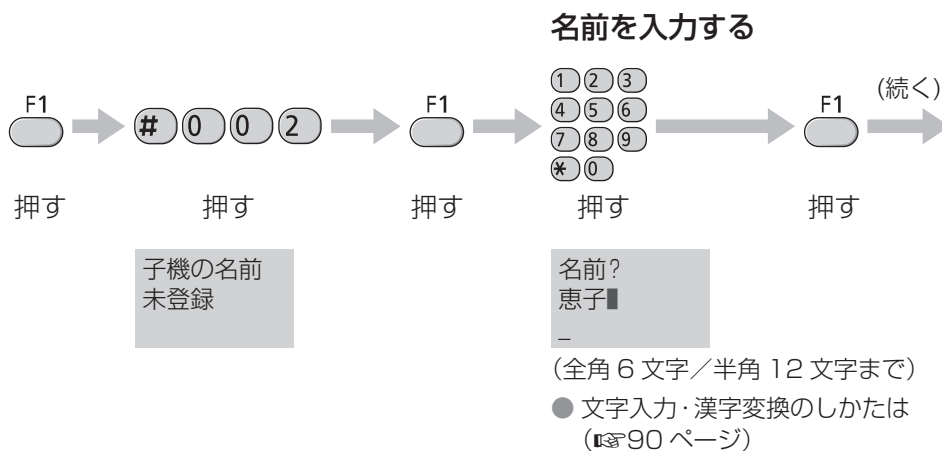 名前を入力する
F1
#002
F1
1 2 3
4 5 6
7 8 9
* 0
F1
(続く)
押す
押す
押す
押す
押す
子機の名前
未登録
名前?
恵子
_
(全角 6 文字／半角 12 文字まで)
● 文字入力・漢字変換のしかたは
(☞90 ページ)